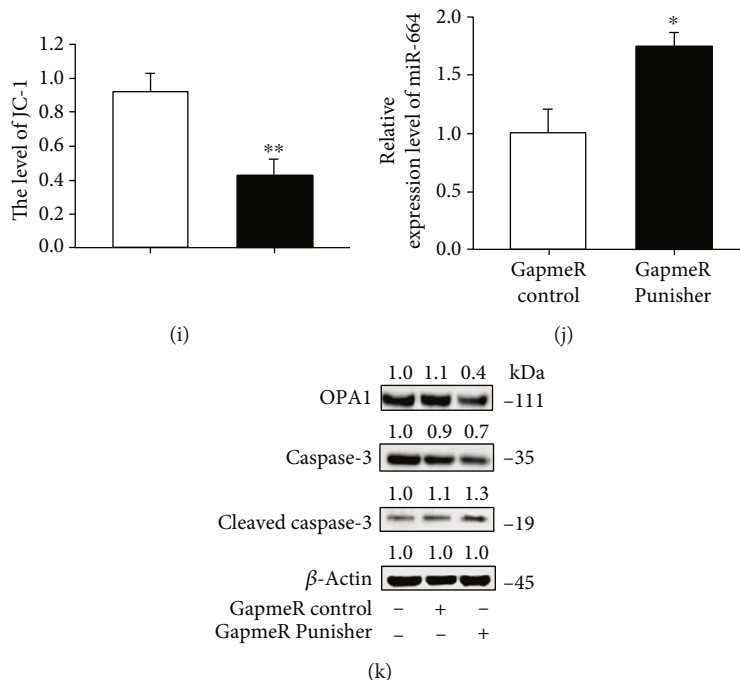 The level of JC-1
1.2
1.0
0.8
0.6
0.4
0.2
0.0
**
(i)
Relative
expression level of miR-664
2.0
1.5
1.0
1.5
0.0
*
GapmeR
control
GapmeR
Punisher
(j)
1.0 1.1 0.4 kDa
OPA1 –111
1.0 0.9 0.7
Caspase-3 –35
1.0 1.1 1.3
Cleaved caspase-3 –19
1.0 1.0 1.0
β-Actin –45
GapmeR control – + –
GapmeR Punisher – – +
(k)